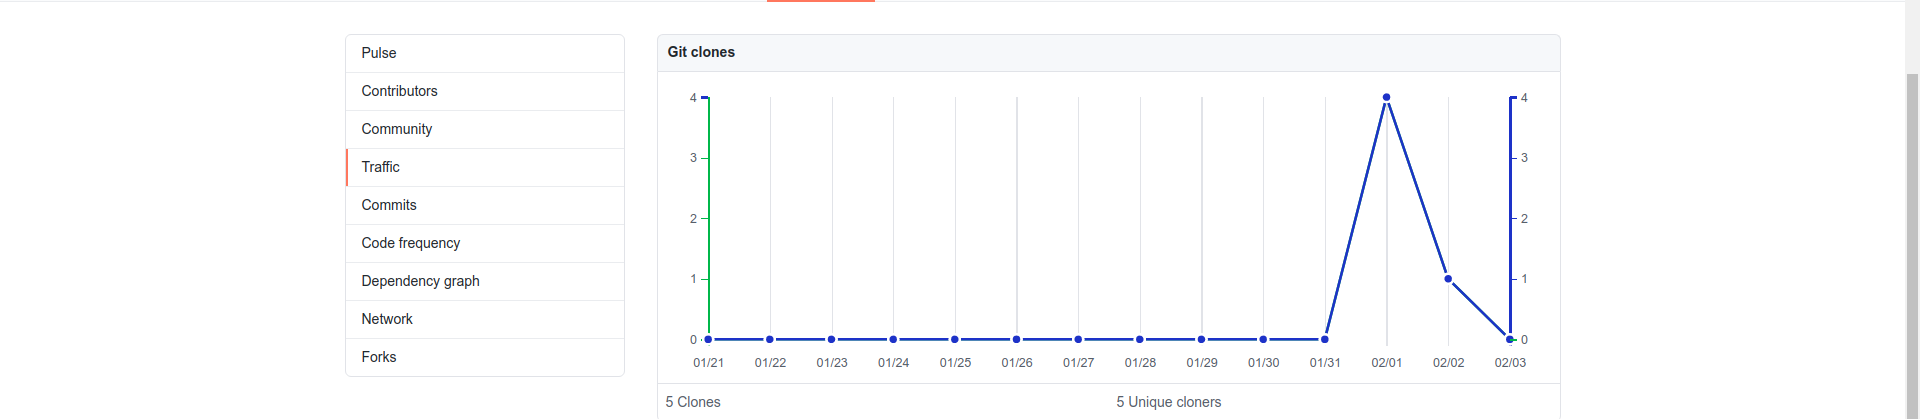 Pulse
Contributors
Community
Traffic
Commits
Code frequency
Dependency graph
Network
Forks
Git clones
4
3
2
1
0
4
3
2
1
0
01/21 01/22 01/23 01/24 01/25 01/26 01/27 01/28 01/29 01/30 01/31 02/01 02/02 02/03
5 Clones
5 Unique cloners